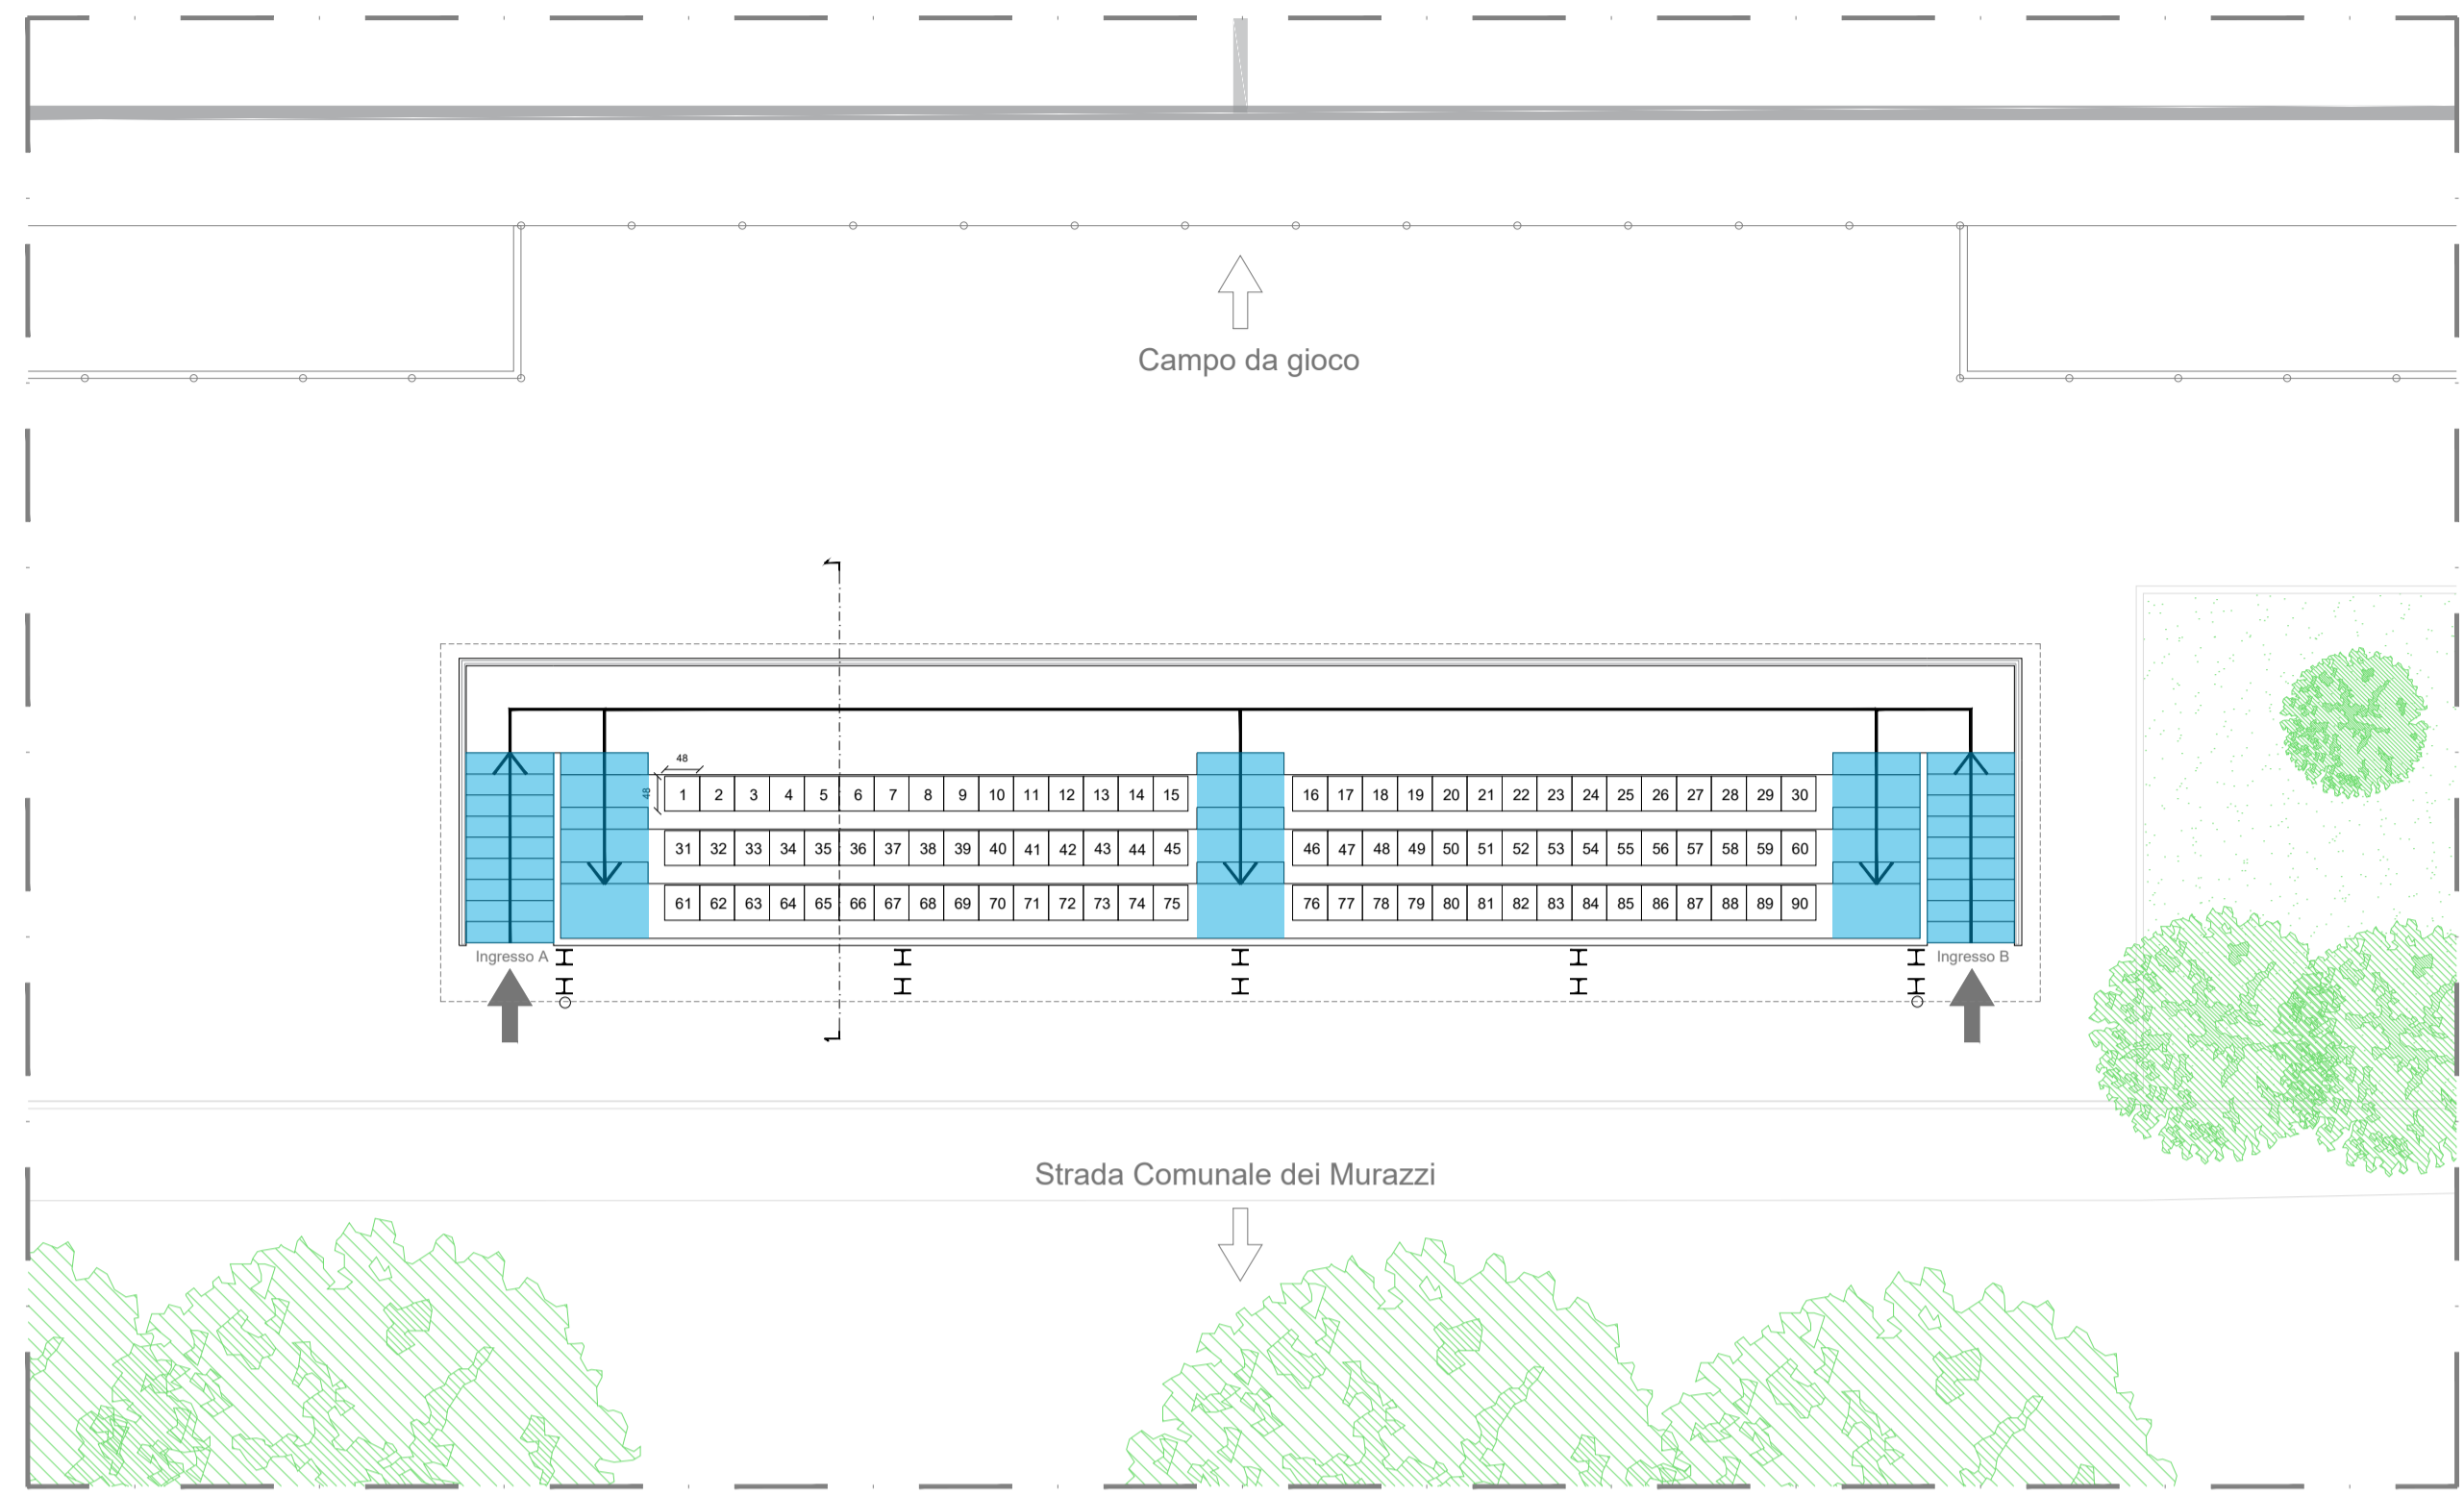 Campo da gioco
48
48
1 2 3 4 5 6 7 8 9 10 11 12 13 14 15 16 17 18 19 20 21 22 23 24 25 26 27 28 29 30
31 32 33 34 35 36 37 38 39 40 41 42 43 44 45 46 47 48 49 50 51 52 53 54 55 56 57 58 59 60
61 62 63 64 65 66 67 68 69 70 71 72 73 74 75 76 77 78 79 80 81 82 83 84 85 86 87 88 89 90
Ingresso A
Ingresso B
Strada Comunale dei Murazzi